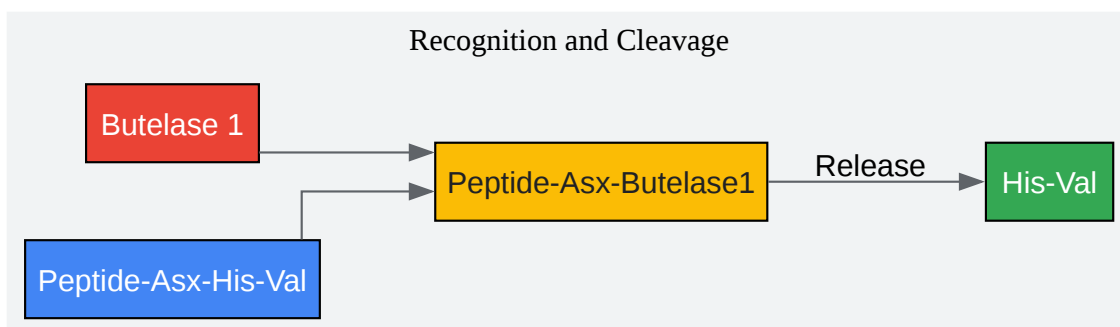 Recognition and Cleavage
Butelase 1
Peptide-Asx-His-Val
Peptide-Asx-Butelase1
Release
His-Val